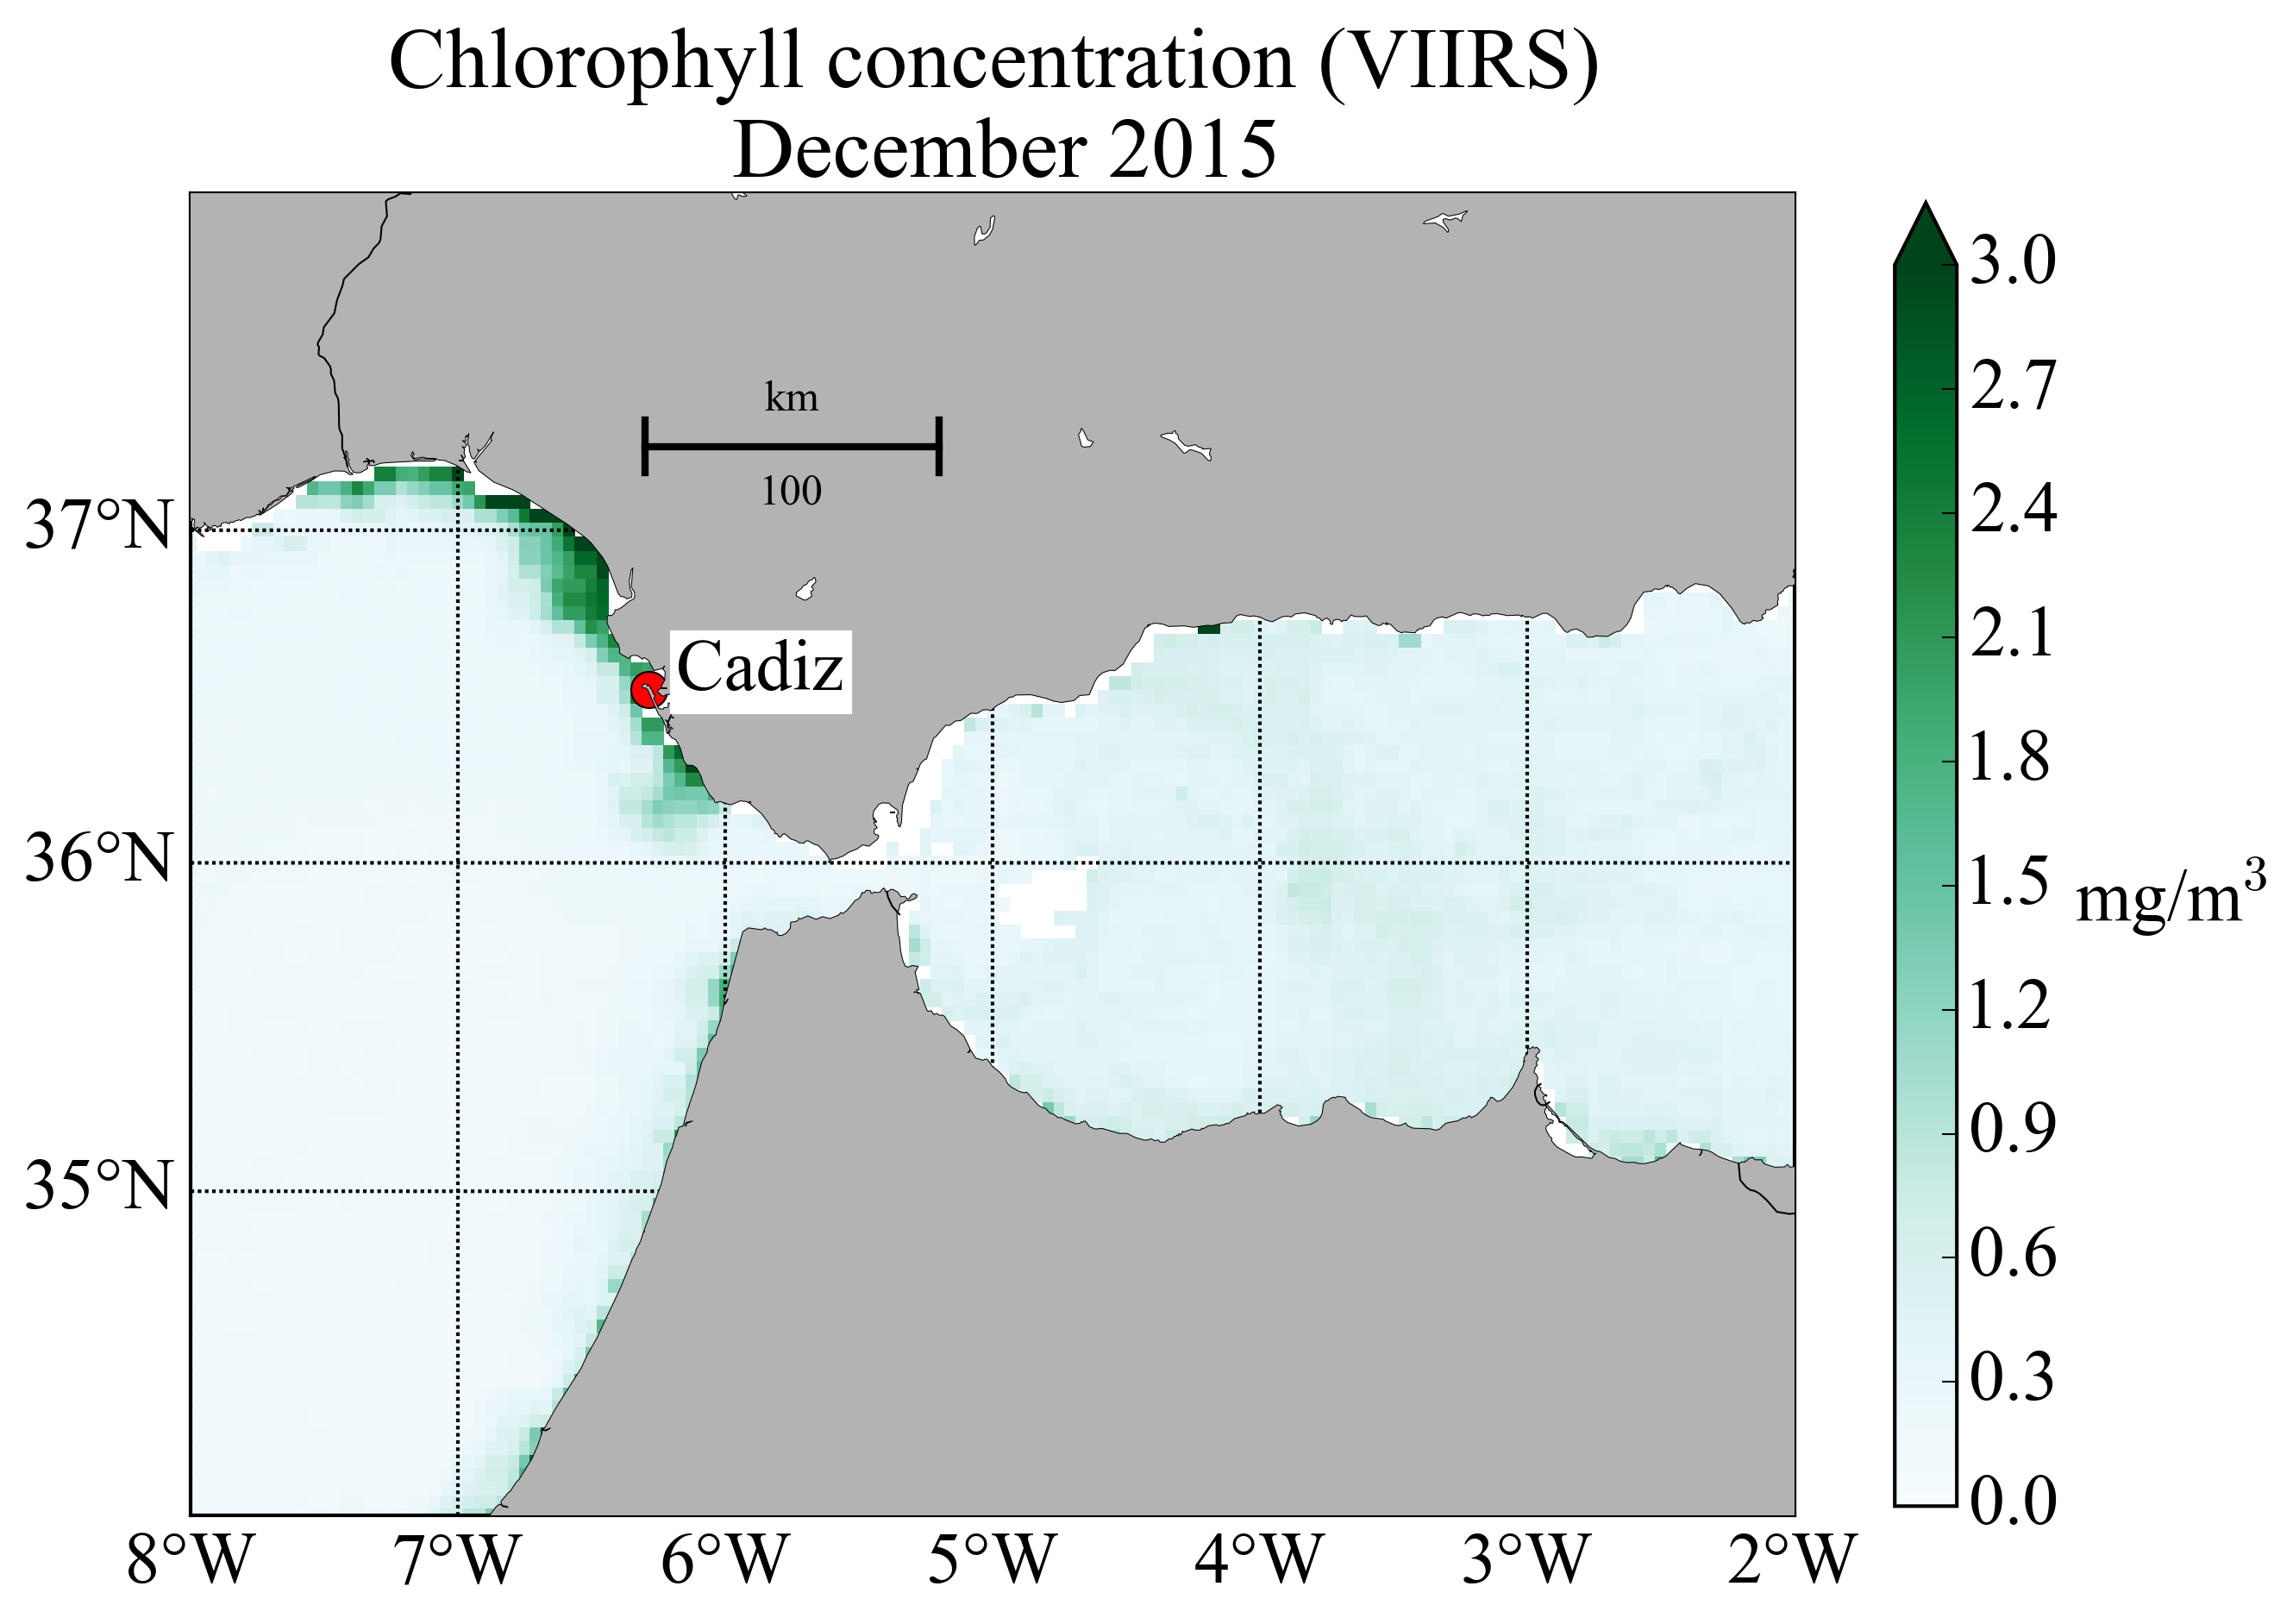 Chlorophyll concentration (VIIRS)
December 2015
km
100
Cadiz
37°N
36°N
35°N
8°W
7°W
6°W
5°W
4°W
3°W
2°W
3.0
2.7
2.4
2.1
1.8
1.5
1.2
0.9
0.6
0.3
0.0
mg/m³